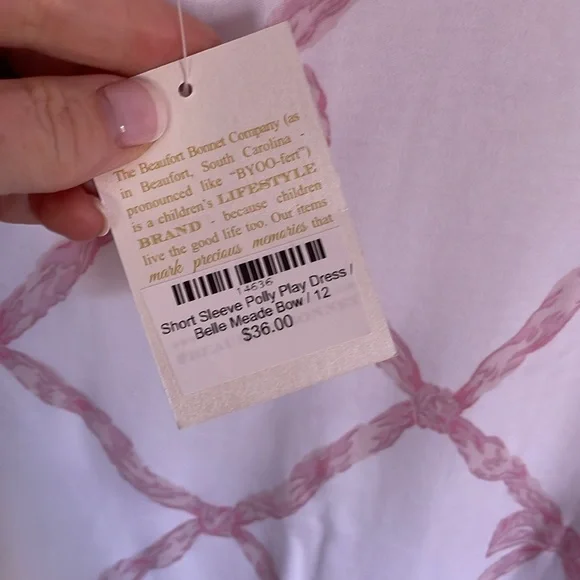 The Beaufort Bonnet Company (as
in Beaufort, South Carolina -
pronounced like "BYOO-fert")
is a children's LIFESTYLE
BRAND - because children
live the good life too. Our items
mark precious memories that
14636
Short Sleeve Polly Play Dress /
Belle Meade Bow / 12
$36.00